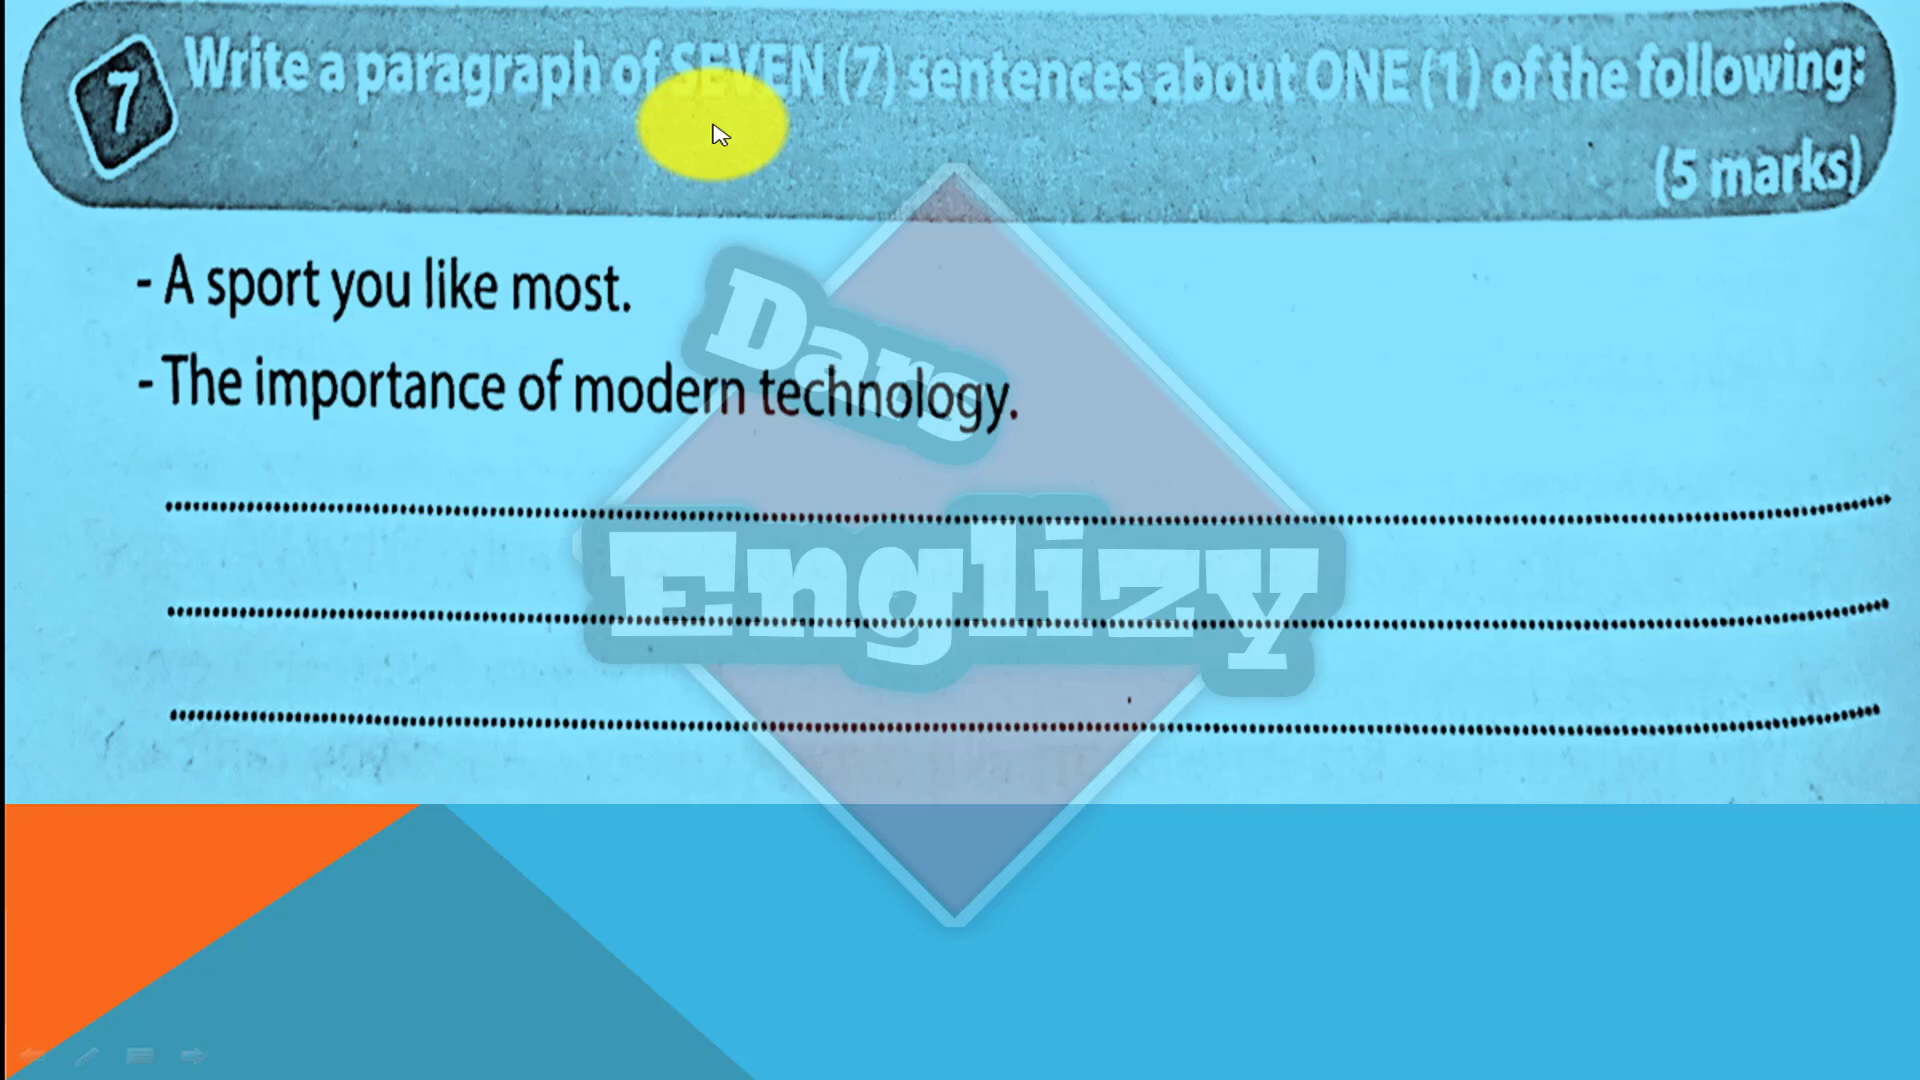 7
Write a paragraph of SEVEN (7) sentences about ONE (1) of the following:
(5 marks)
- A sport you like most.
- The importance of modern technology.
Dars
Englizy